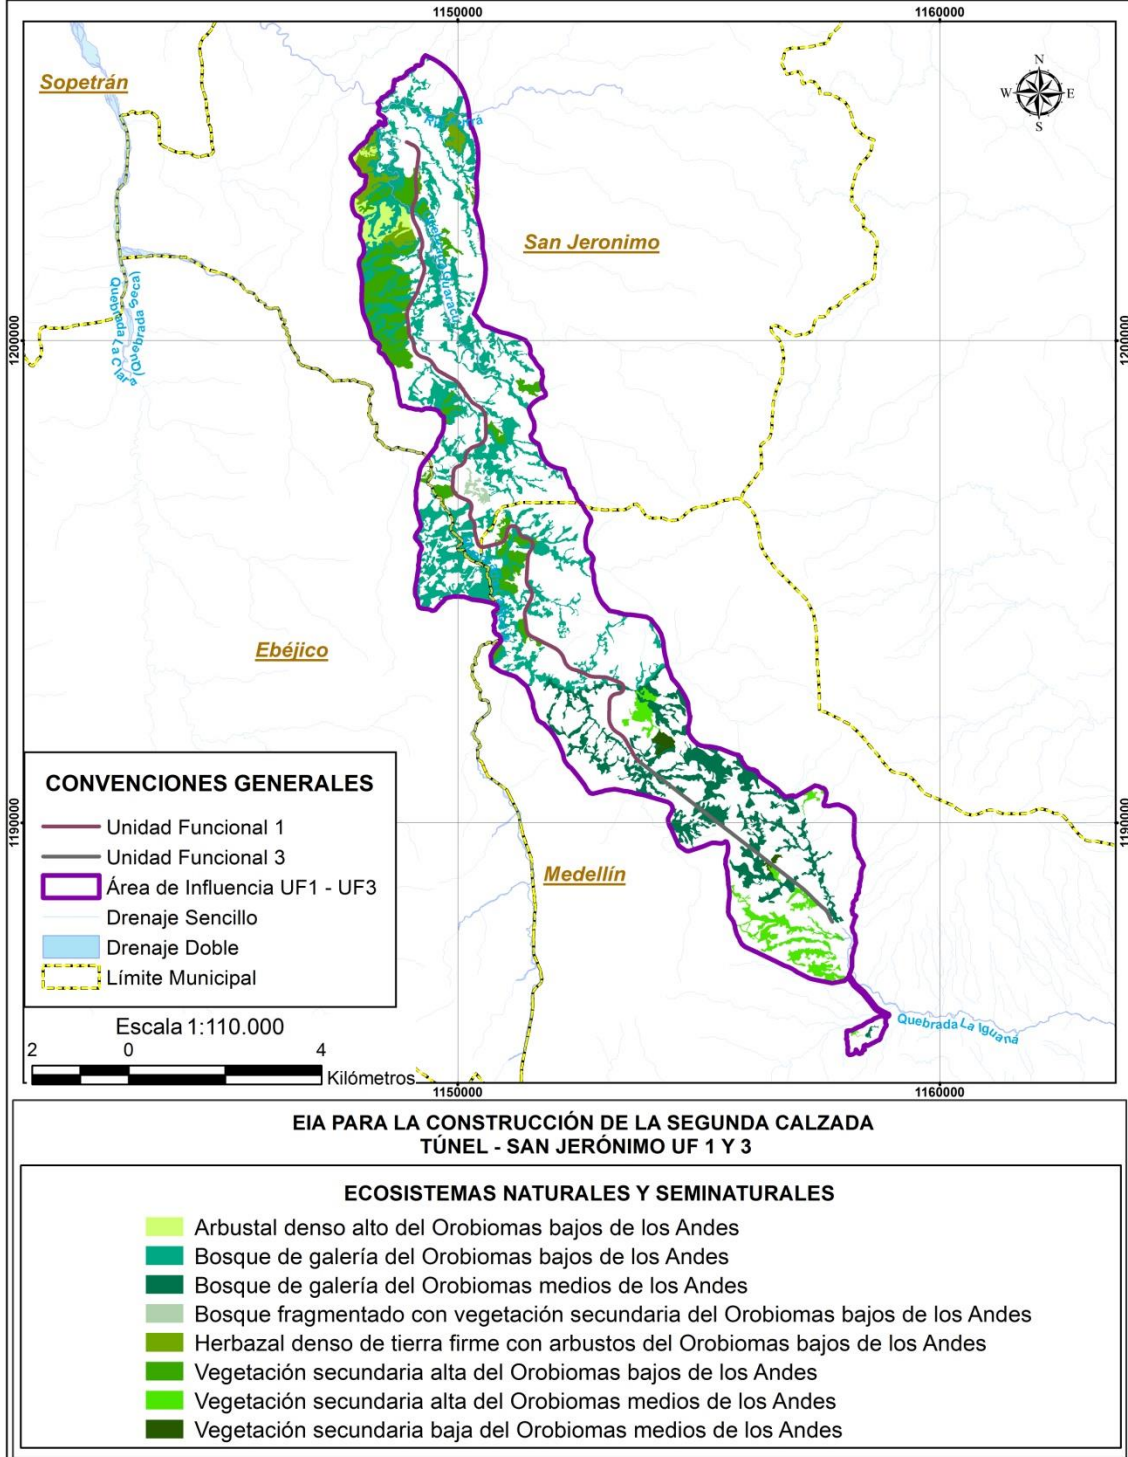 1150000
1160000
Sopetrán
N
W
E
S
San Jeronimo
1200000
1200000
Quebrada La Clara
(Quebrada Seca)
Ebéjico
CONVENCIONES GENERALES
Unidad Funcional 1
Unidad Funcional 3
Área de Influencia UF1 - UF3
Drenaje Sencillo
Drenaje Doble
Límite Municipal
1190000
1190000
Medellín
Quebrada La Iguaná
Escala 1:110.000
2 0 4
Kilómetros
1150000
1160000
EIA PARA LA CONSTRUCCIÓN DE LA SEGUNDA CALZADA
TÚNEL - SAN JERÓNIMO UF 1 Y 3
ECOSISTEMAS NATURALES Y SEMINATURALES
Arbustal denso alto del Orobiomas bajos de los Andes
Bosque de galería del Orobiomas bajos de los Andes
Bosque de galería del Orobiomas medios de los Andes
Bosque fragmentado con vegetación secundaria del Orobiomas bajos de los Andes
Herbazal denso de tierra firme con arbustos del Orobiomas bajos de los Andes
Vegetación secundaria alta del Orobiomas bajos de los Andes
Vegetación secundaria alta del Orobiomas medios de los Andes
Vegetación secundaria baja del Orobiomas medios de los Andes